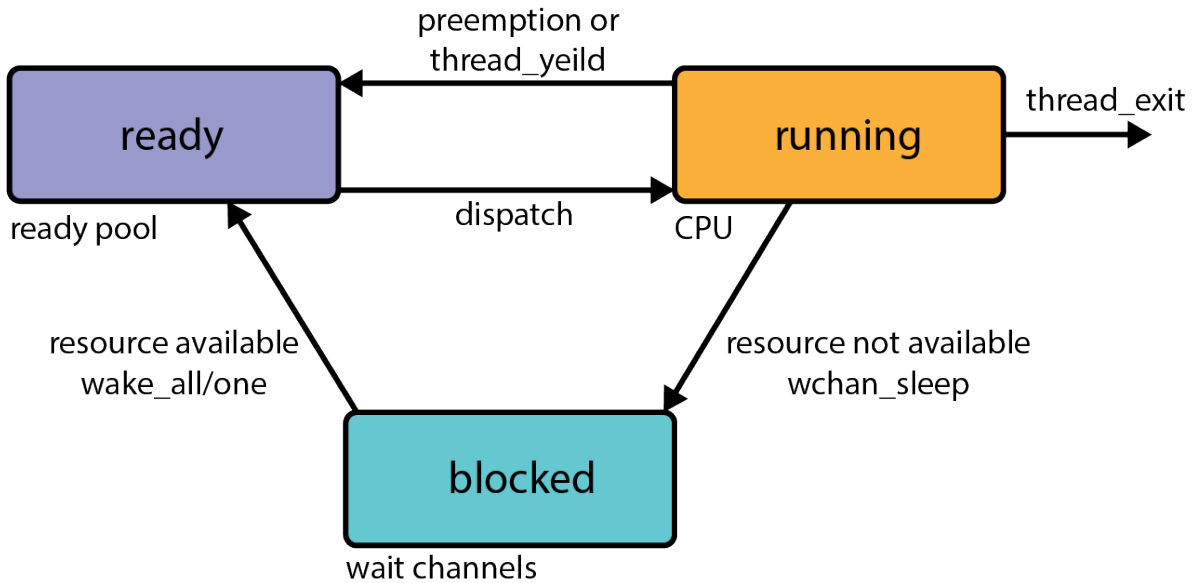 preemption or
thread_yeild
ready
running
thread_exit
ready pool
dispatch
CPU
resource available
wake_all/one
resource not available
wchan_sleep
blocked
wait channels